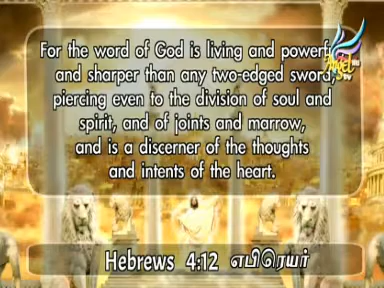 For the word of God is living and powerful
and sharper than any two-edged sword,
piercing even to the division of soul and
spirit, and of joints and marrow,
and is a discerner of the thoughts
and intents of the heart.
Hebrews 4:12 எபிரெயர்